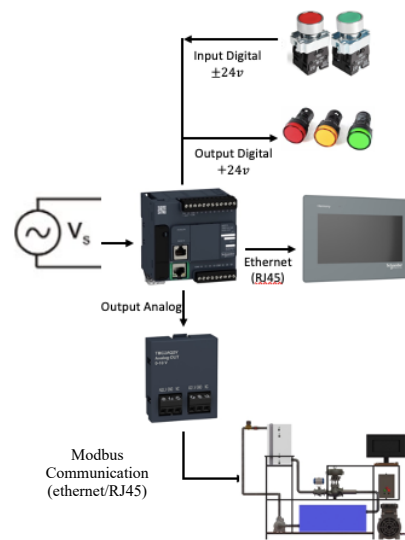 Input Digital
±24v
Output Digital
+24v
Vs
Ethernet
(RJ45)
Output Analog
Modbus
Communication
(ethernet/RJ45)